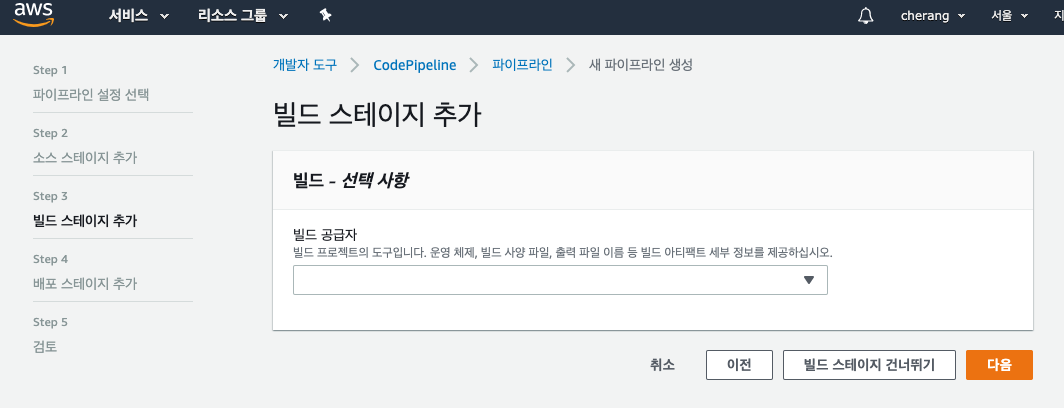 aws 서비스 리소스 그룹 cherang 서울 지
개발자 도구 CodePipeline 파이프라인 새 파이프라인 생성
Step 1
파이프라인 설정 선택
Step 2
소스 스테이지 추가
Step 3
빌드 스테이지 추가
Step 4
배포 스테이지 추가
Step 5
검토
빌드 스테이지 추가
빌드 - 선택 사항
빌드 공급자
빌드 프로젝트의 도구입니다. 운영 체제, 빌드 사양 파일, 출력 파일 이름 등 빌드 아티팩트 세부 정보를 제공하십시오.
취소 이전 빌드 스테이지 건너뛰기 다음